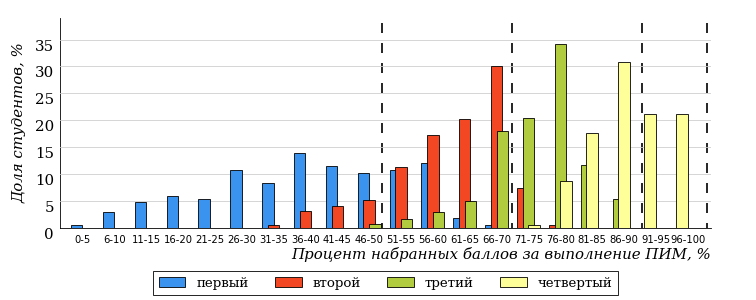 Доля студентов, %
35
30
25
20
15
10
5
0
0-5 6-10 11-15 16-20 21-25 26-30 31-35 36-40 41-45 46-50 51-55 56-60 61-65 66-70 71-75 76-80 81-85 86-90 91-95 96-100
Процент набранных баллов за выполнение ПИМ, %
первый второй третий четвертый